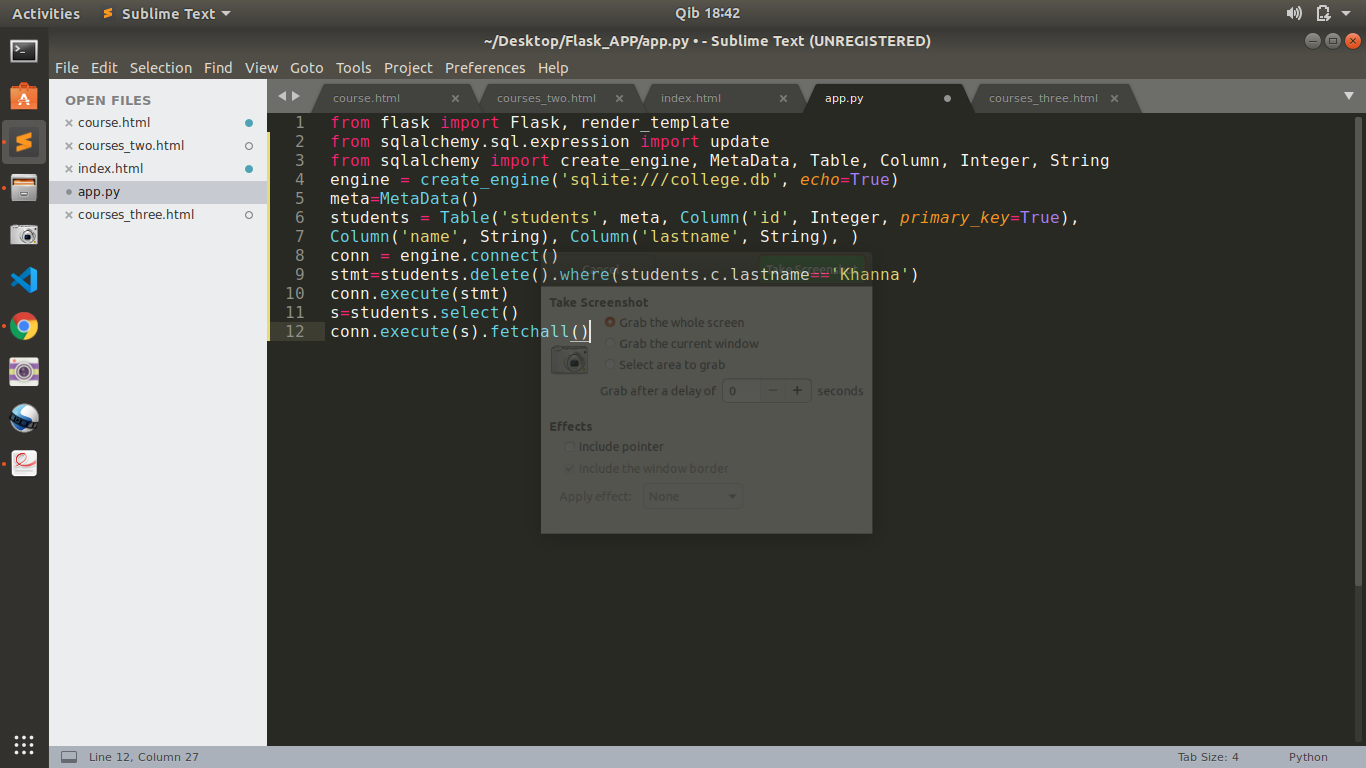 Activities
Sublime Text
Qib 18:42
~/Desktop/Flask_APP/app.py • - Sublime Text (UNREGISTERED)
File Edit Selection Find View Goto Tools Project Preferences Help
OPEN FILES
course.html
courses_two.html
index.html
app.py
courses_three.html
course.html
courses_two.html
index.html
app.py
courses_three.html
1 from flask import Flask, render_template
2 from sqlalchemy.sql.expression import update
3 from sqlalchemy import create_engine, MetaData, Table, Column, Integer, String
4 engine = create_engine('sqlite:///college.db', echo=True)
5 meta=MetaData()
6 students = Table('students', meta, Column('id', Integer, primary_key=True),
7 Column('name', String), Column('lastname', String), )
8 conn = engine.connect()
9 stmt=students.delete().where(students.c.lastname=='Khanna')
10 conn.execute(stmt)
11 s=students.select()
12 conn.execute(s).fetchall()
Cancel
Take Screenshot
Take Screenshot
Grab the whole screen
Grab the current window
Select area to grab
Grab after a delay of 0 − + seconds
Effects
Include pointer
Include the window border
Apply effect: None
Line 12, Column 27
Tab Size: 4
Python